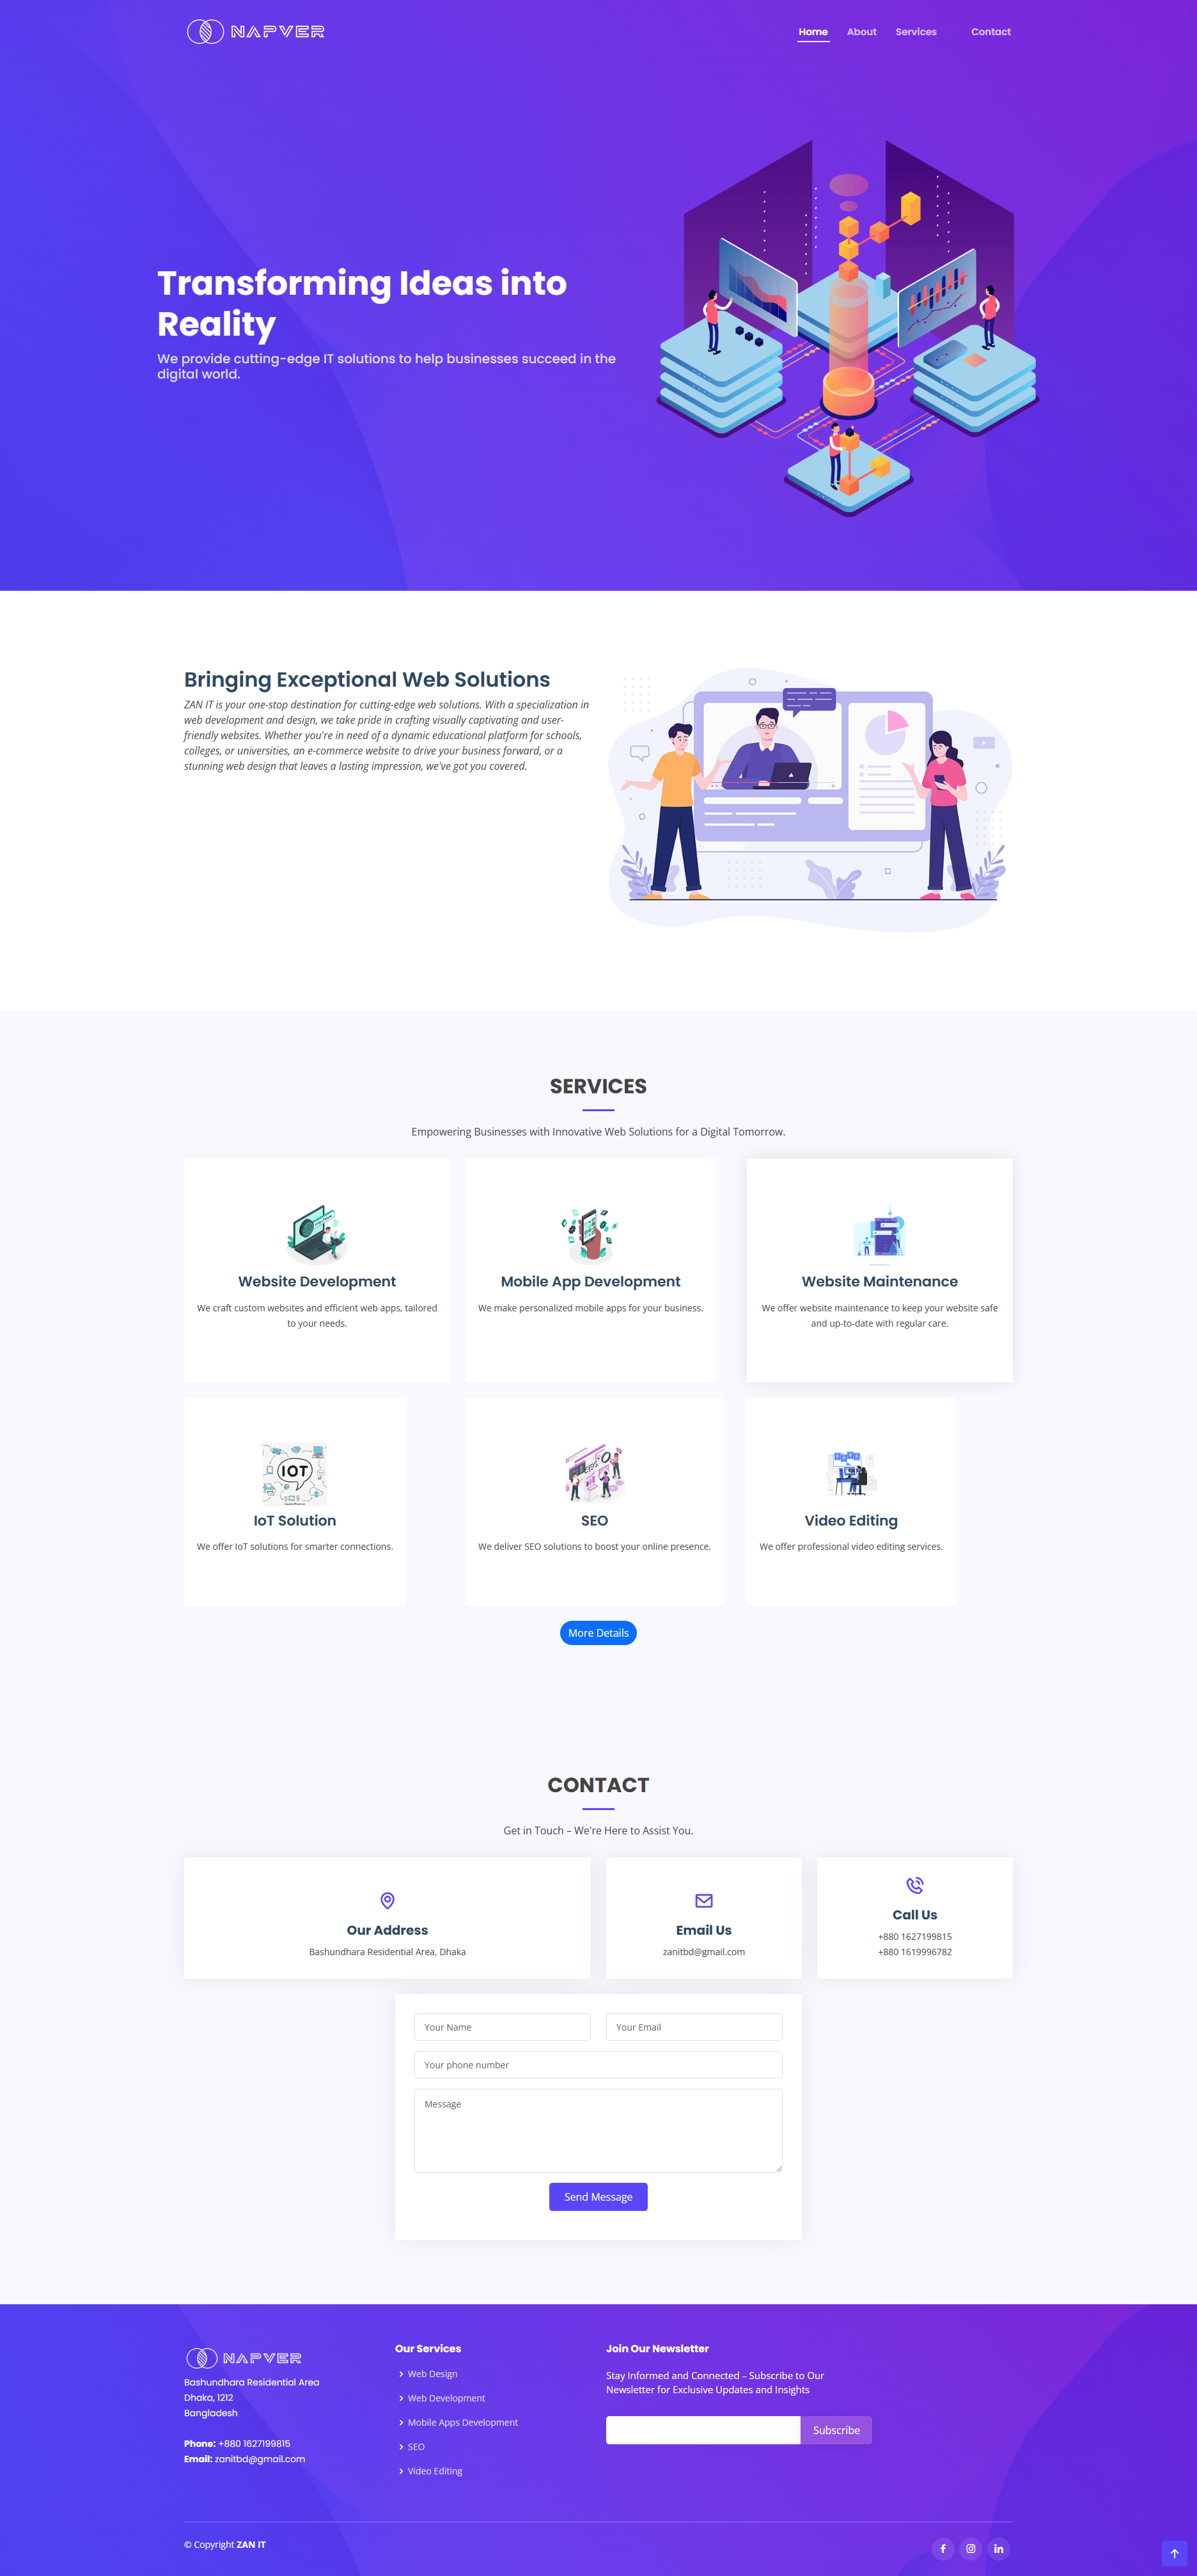 NAPVER
Home About Services Contact
Transforming Ideas into
Reality
We provide cutting-edge IT solutions to help businesses succeed in the
digital world.
Bringing Exceptional Web Solutions
ZAN IT is your one-stop destination for cutting-edge web solutions. With a specialization in
web development and design, we take pride in crafting visually captivating and user-
friendly websites. Whether you're in need of a dynamic educational platform for schools,
colleges, or universities, an e-commerce website to drive your business forward, or a
stunning web design that leaves a lasting impression, we've got you covered.
SERVICES
Empowering Businesses with Innovative Web Solutions for a Digital Tomorrow.
Website Development
We craft custom websites and efficient web apps, tailored
to your needs.
Mobile App Development
We make personalized mobile apps for your business.
Website Maintenance
We offer website maintenance to keep your website safe
and up-to-date with regular care.
IOT
IoT Solution
We offer IoT solutions for smarter connections.
SEO
We deliver SEO solutions to boost your online presence.
Video Editing
We offer professional video editing services.
More Details
CONTACT
Get in Touch – We're Here to Assist You.
Our Address
Bashundhara Residential Area, Dhaka
Email Us
zanitbd@gmail.com
Call Us
+880 1627199815
+880 1619996782
Your Name
Your Email
Your phone number
Message
Send Message
NAPVER
Bashundhara Residential Area
Dhaka, 1212
Bangladesh
Phone: +880 1627199815
Email: zanitbd@gmail.com
Our Services
Web Design
Web Development
Mobile Apps Development
SEO
Video Editing
Join Our Newsletter
Stay Informed and Connected – Subscribe to Our
Newsletter for Exclusive Updates and Insights
Subscribe
© Copyright ZAN IT